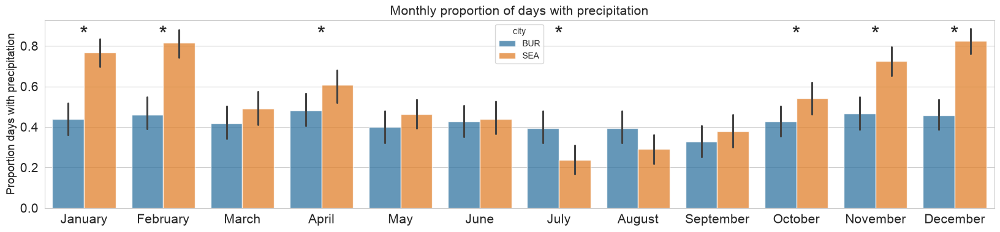 Monthly proportion of days with precipitation
* * * * * * *
city
BUR
SEA
Proportion days with precipitation
0.8
0.6
0.4
0.2
0.0
January February March April May June July August September October November December